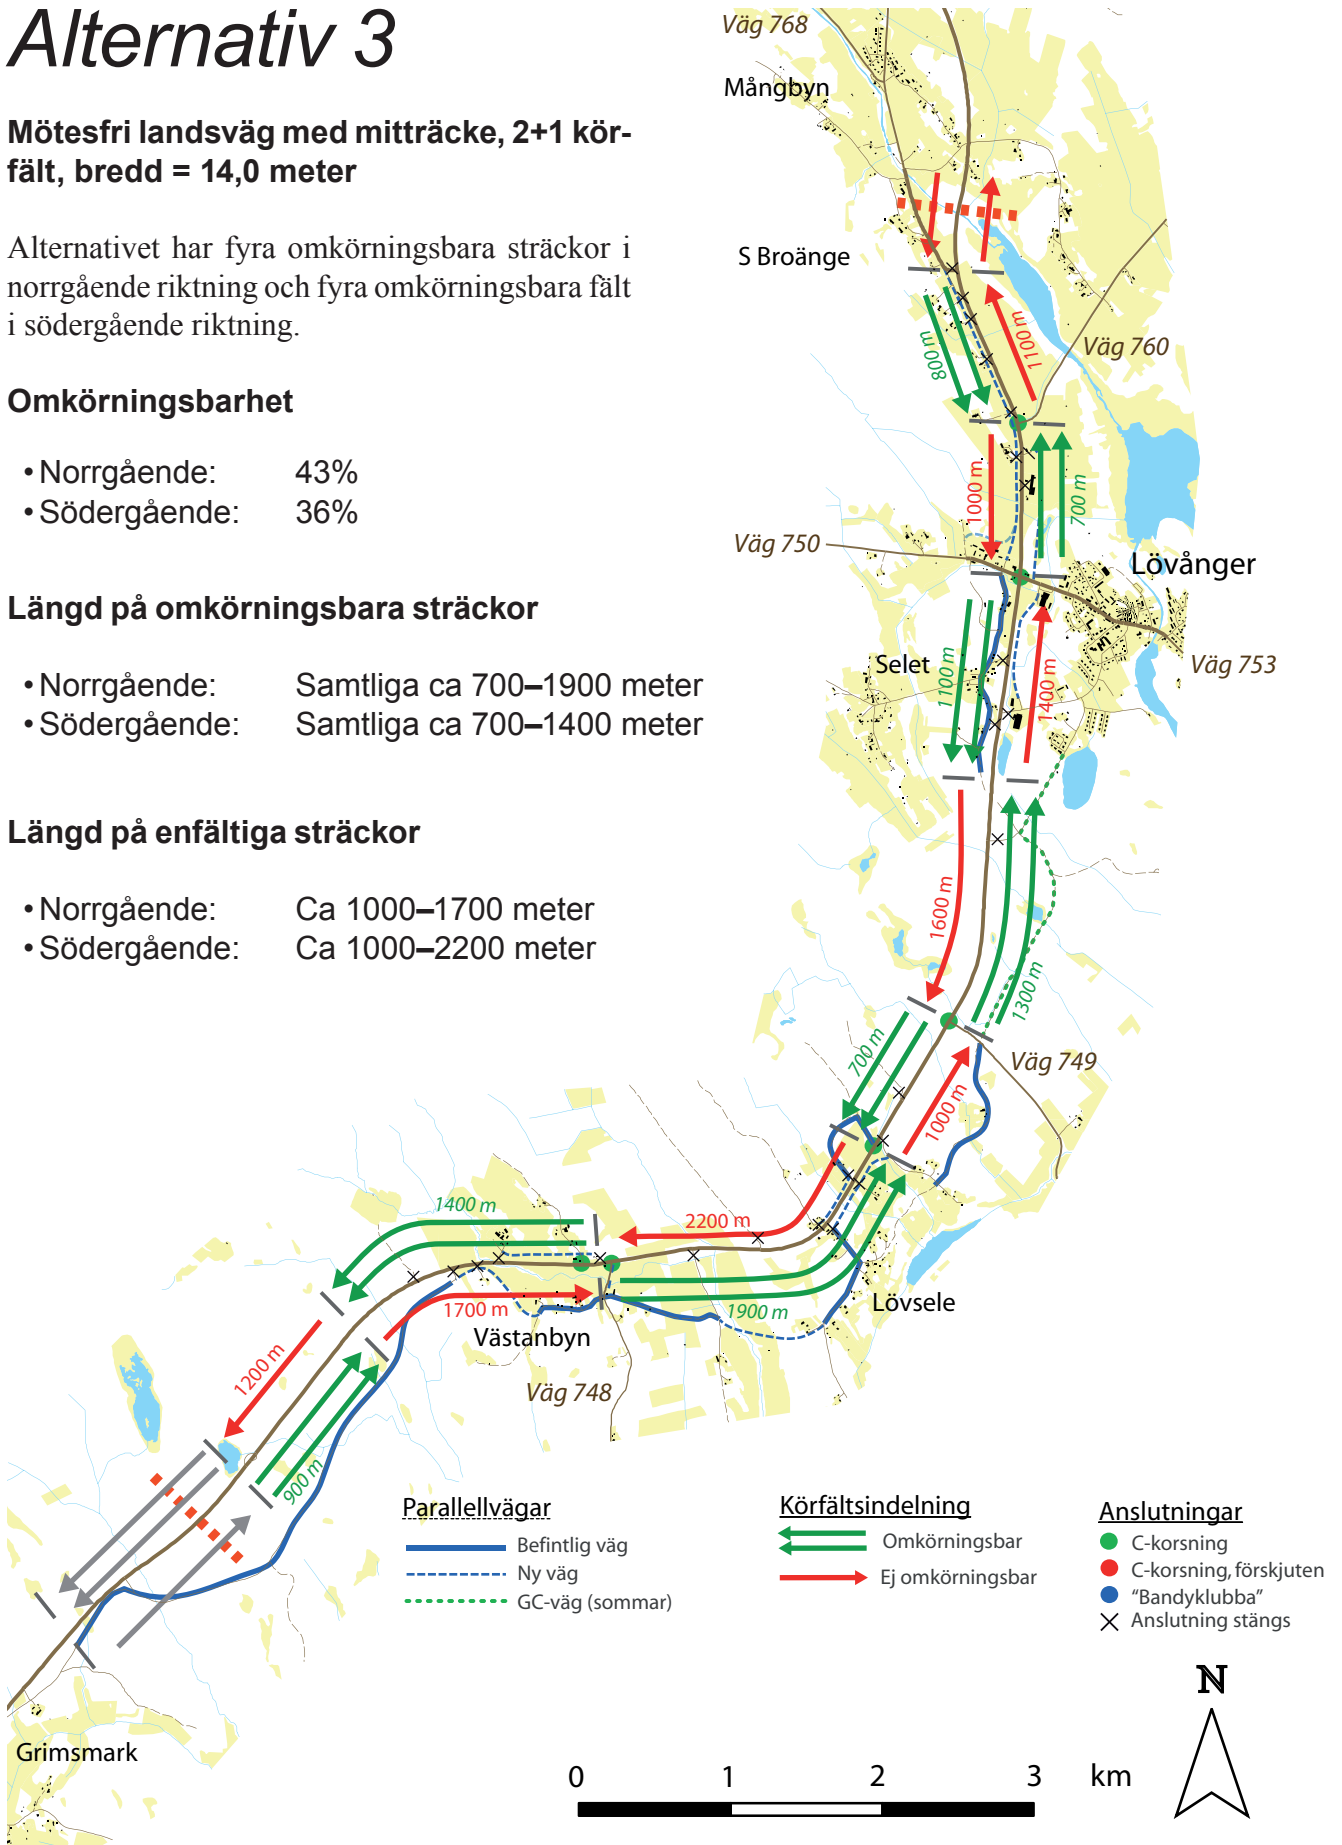 Alternativ 3
Mötesfri landsväg med mitträcke, 2+1 kör-
fält, bredd = 14,0 meter
Alternativet har fyra omkörningsbara sträckor i
norrgående riktning och fyra omkörningsbara fält
i södergående riktning.
Omkörningsbarhet
• Norrgående: 43%
• Södergående: 36%
Längd på omkörningsbara sträckor
• Norrgående: Samtliga ca 700–1900 meter
• Södergående: Samtliga ca 700–1400 meter
Längd på enfältiga sträckor
• Norrgående: Ca 1000–1700 meter
• Södergående: Ca 1000–2200 meter
Väg 768
Mångbyn
S Broänge
800 m
1100 m
Väg 760
1000 m
700 m
Väg 750
Lövånger
Selet
Väg 753
1100 m
1400 m
1600 m
1300 m
700 m
Väg 749
1000 m
1400 m
2200 m
1700 m
1900 m
Lövsele
Västanbyn
1200 m
Väg 748
900 m
Parallellvägar
Befintlig väg
Ny väg
GC-väg (sommar)
Körfältsindelning
Omkörningsbar
Ej omkörningsbar
Anslutningar
C-korsning
C-korsning, förskjuten
“Bandyklubba”
Anslutning stängs
N
Grimsmark
0 1 2 3 km